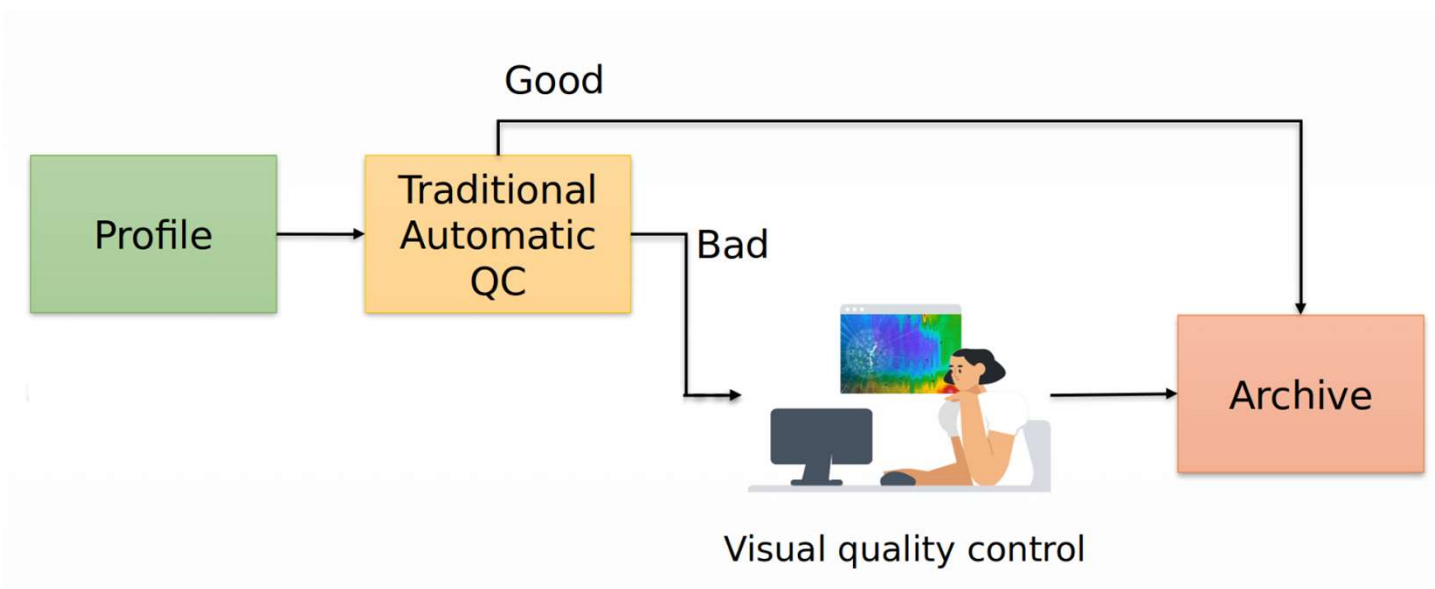 Good
Profile
Traditional
Automatic
QC
Bad
Archive
Visual quality control